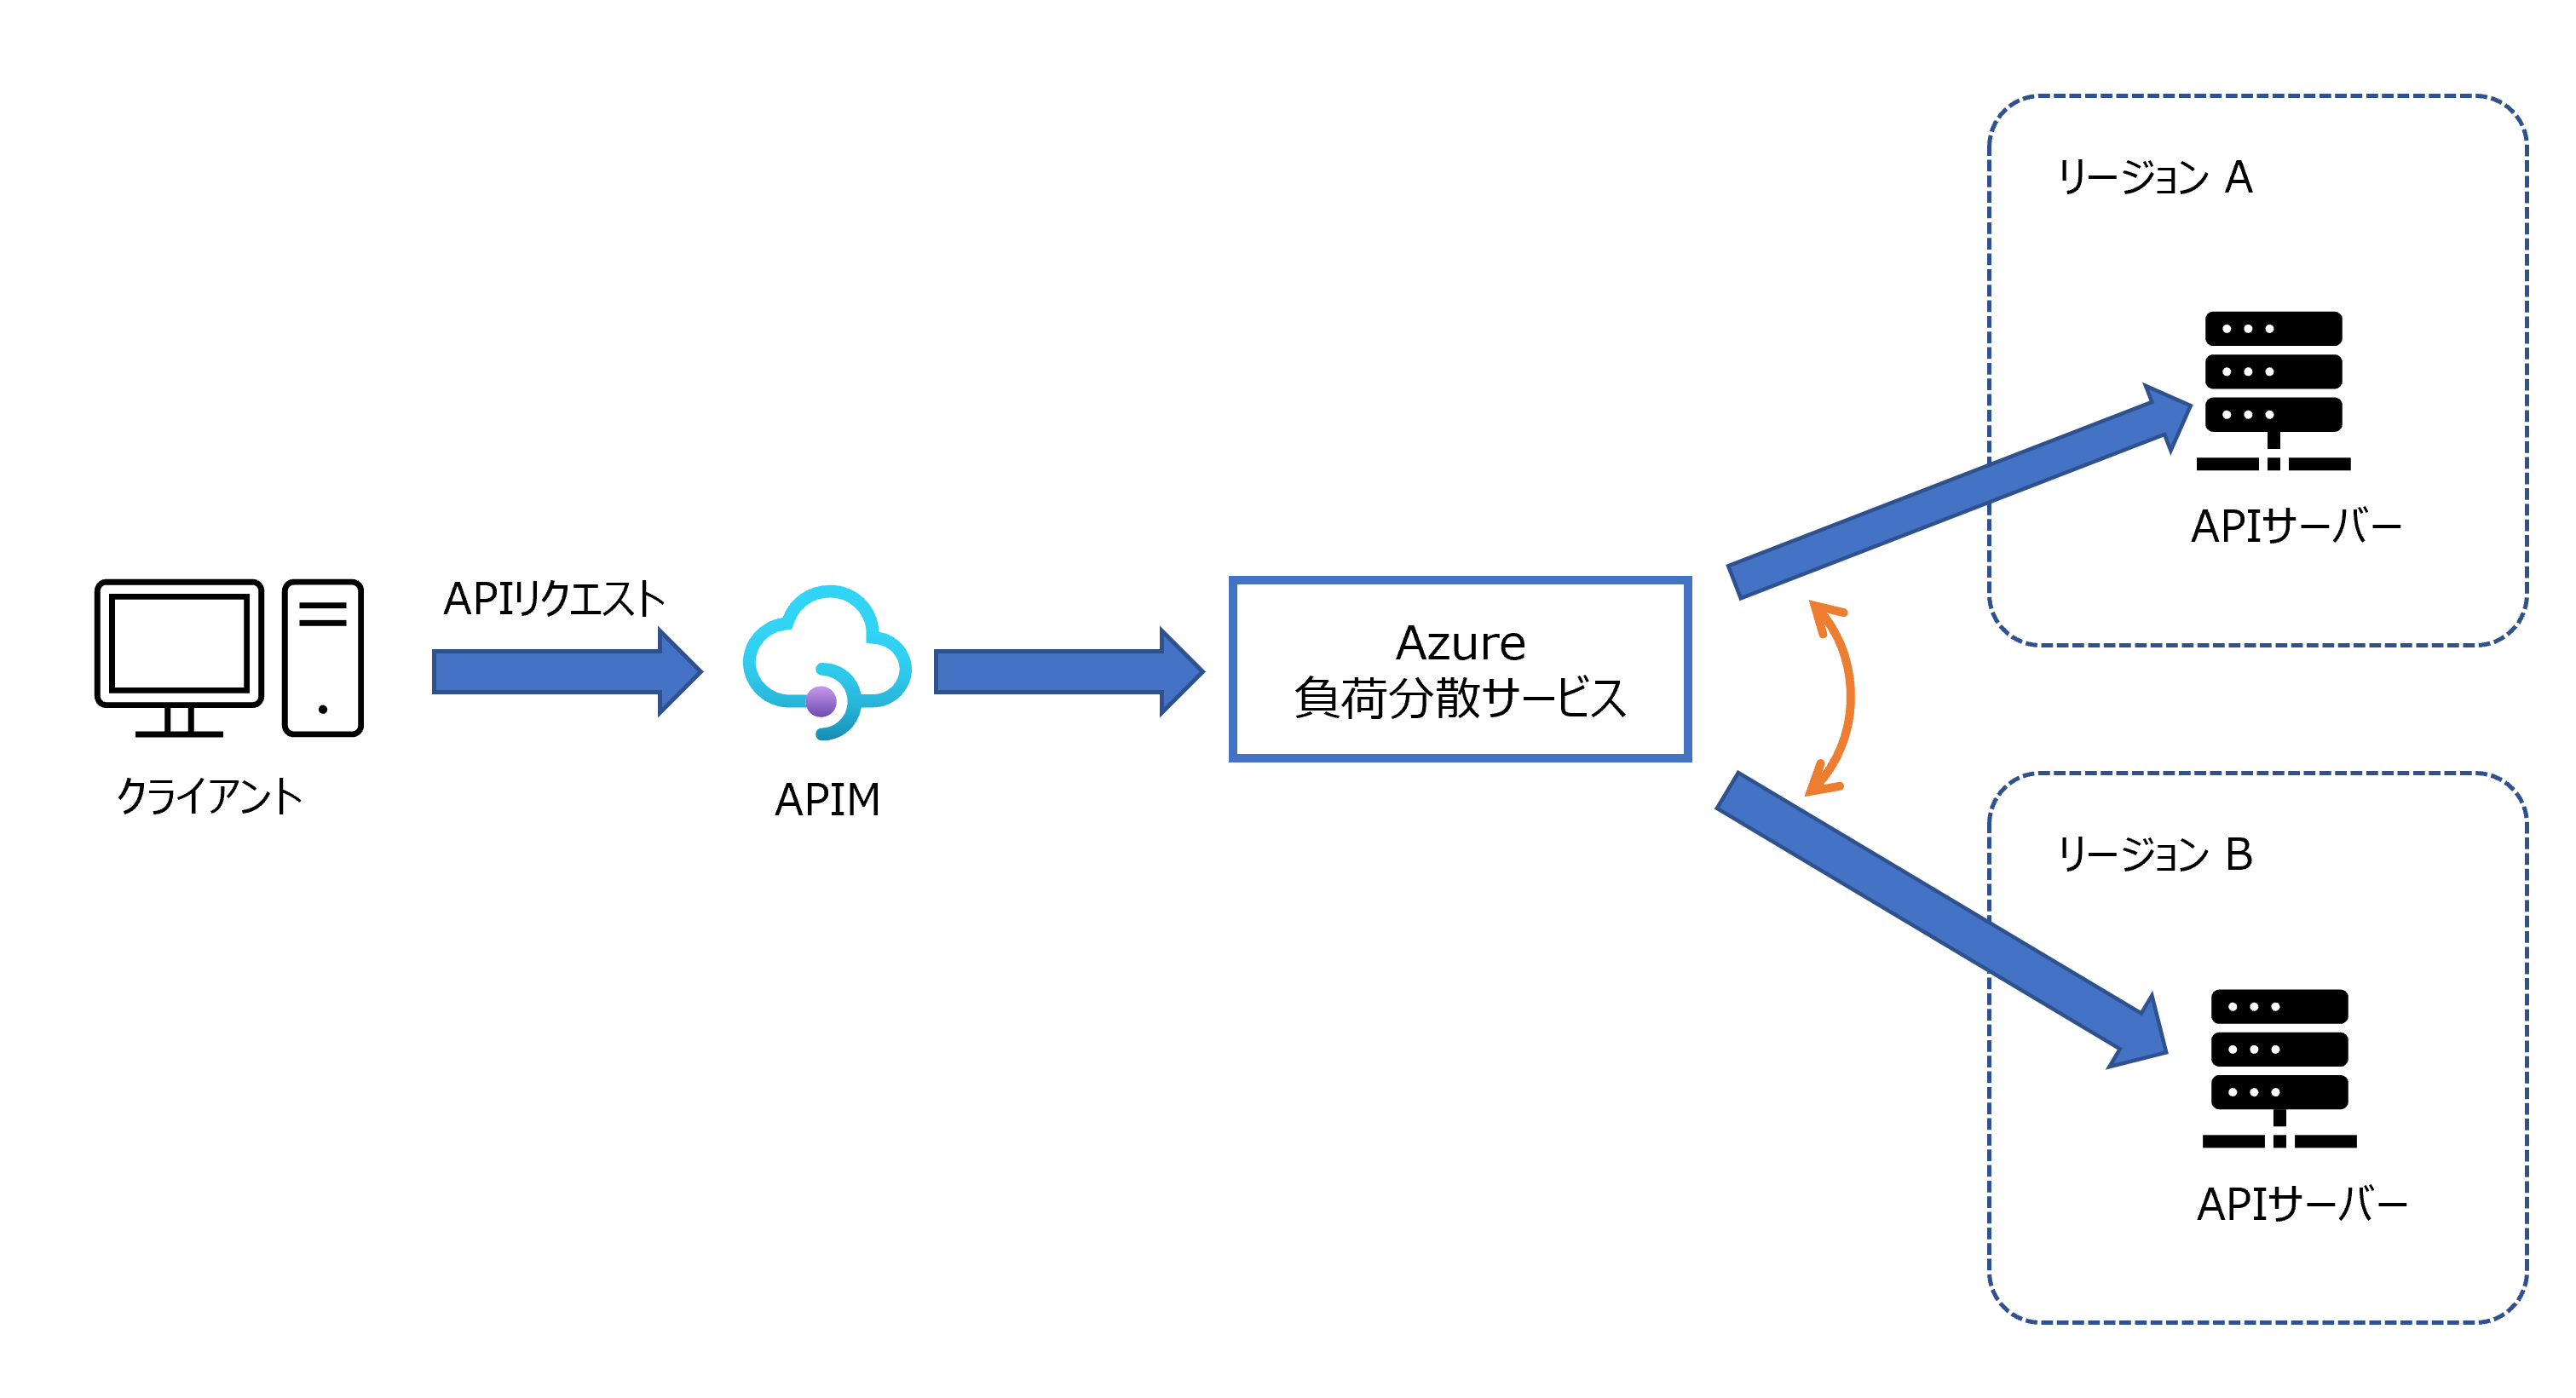 リージョン A
APIサーバー
APIリクエスト
クライアント
APIM
Azure
負荷分散サービス
リージョン B
APIサーバー